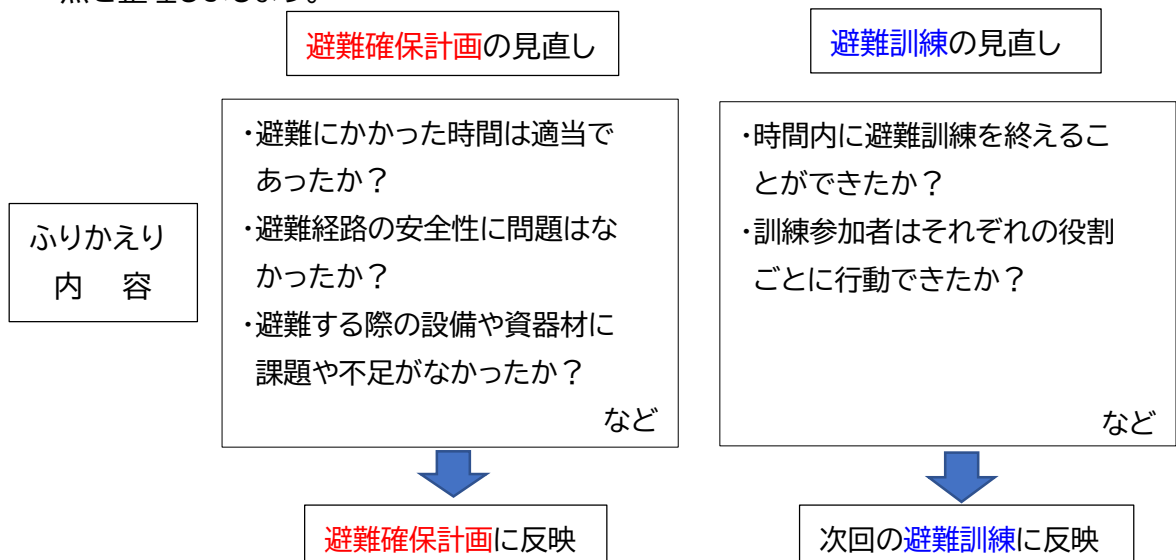 避難確保計画の見直し
避難訓練の見直し
ふりかえり
内 容
・避難にかかった時間は適当で
あったか？
・避難経路の安全性に問題はな
かったか？
・避難する際の設備や資器材に
課題や不足がなかったか？
など
・時間内に避難訓練を終えるこ
とができたか？
・訓練参加者はそれぞれの役割
ごとに行動できたか？
など
避難確保計画に反映
次回の避難訓練に反映